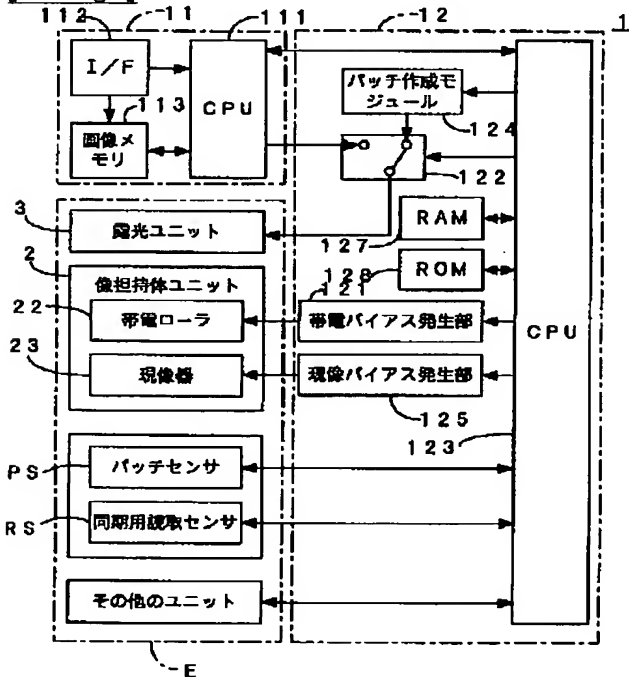 112
11
111
12
1
I/F
CPU
113
画像メ
モリ
パッチ作成モ
ジュール
124
122
3
露光ユニット
RAM
127
ROM
128
2
像担持体ユニット
121
22
帯電ローラ
帯電バイアス発生部
CPU
23
現像器
現像バイアス発生部
125
123
PS
パッチセンサ
RS
同期用読取センサ
その他のユニット
E